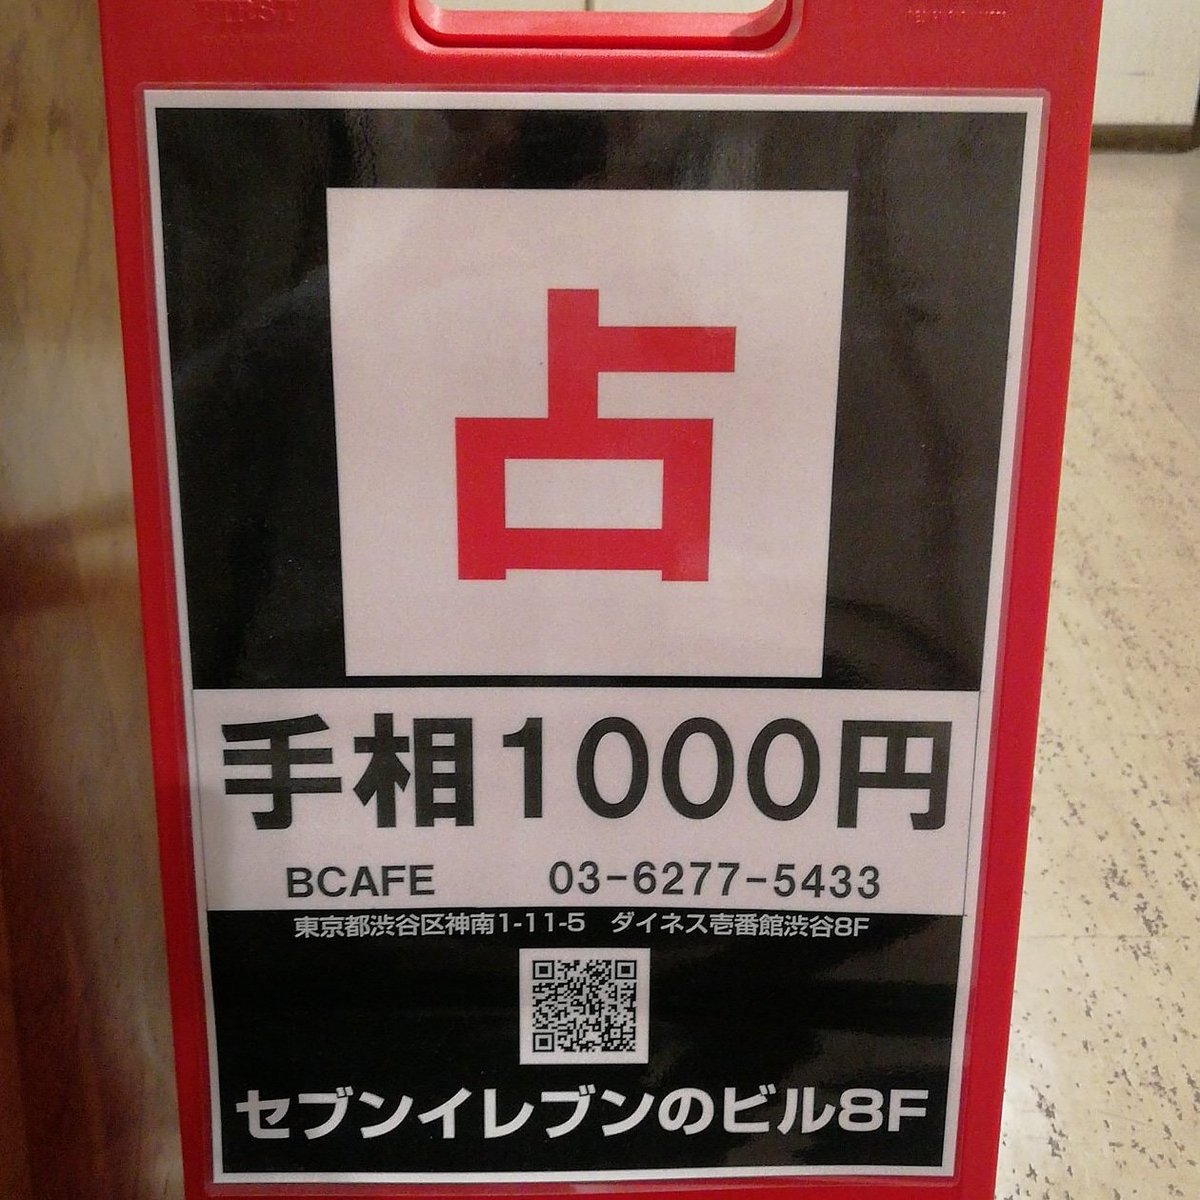 占
手相1000円
BCAFE 03-6277-5433
東京都渋谷区神南1-11-5 ダイネス壱番館渋谷8F
セブンイレブンのビル8F